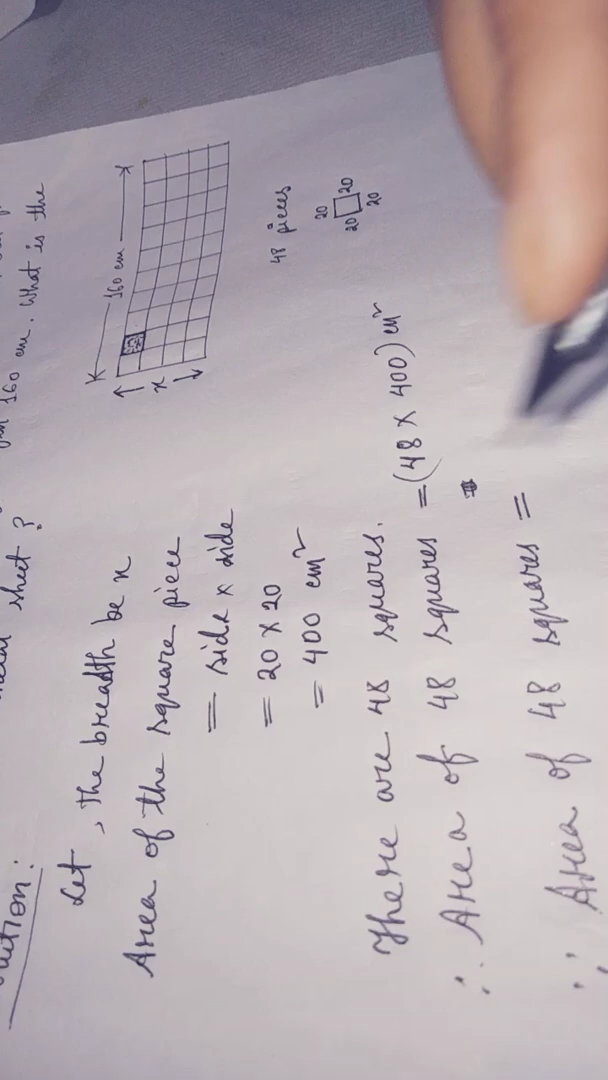 160 cm. What is the
sheet ?
Let, the breadth be x
Area of the square piece
= side x side
= 20 x 20
= 400 cm²
There are 48 squares.
∴ Area of 48 squares = (48 x 400) cm²
∴ Area of 48 squares =
160 cm
x
48 pieces
20
20
20
20